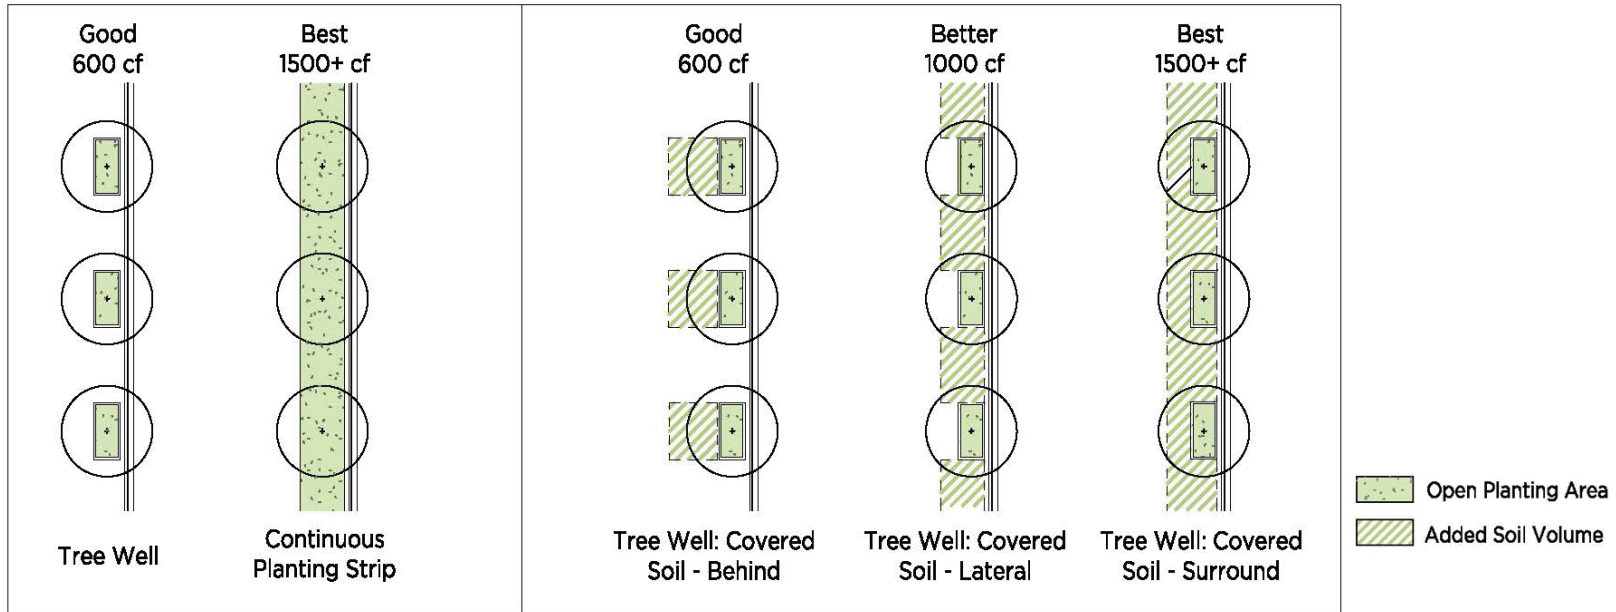 Good
600 cf
Best
1500+ cf
Good
600 cf
Better
1000 cf
Best
1500+ cf
Tree Well
Continuous
Planting Strip
Tree Well: Covered
Soil - Behind
Tree Well: Covered
Soil - Lateral
Tree Well: Covered
Soil - Surround
Open Planting Area
Added Soil Volume